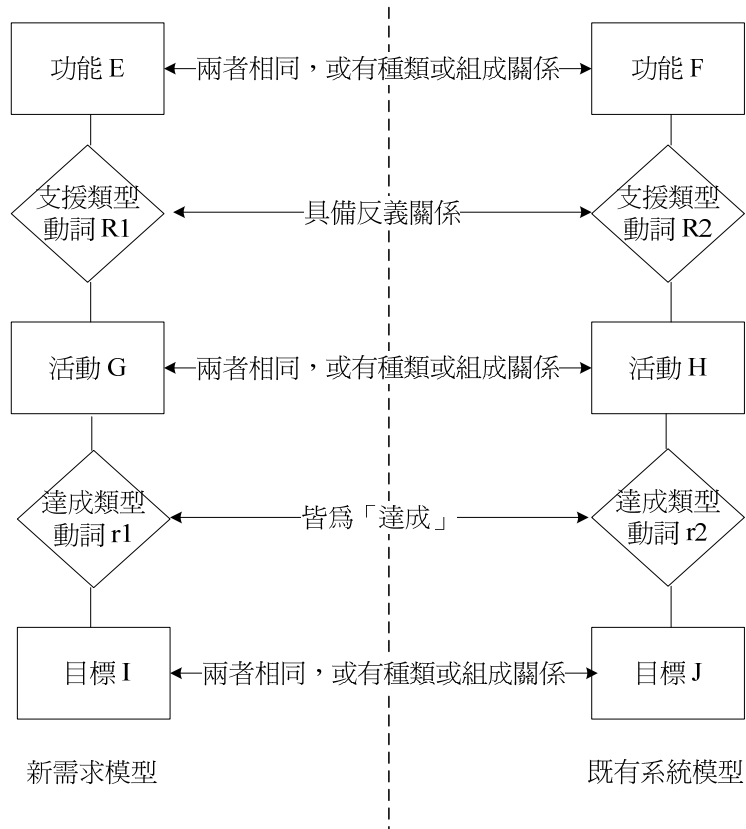 功能 E
兩者相同，或有種類或組成關係
功能 F
支援類型
動詞 R1
具備反義關係
支援類型
動詞 R2
活動 G
兩者相同，或有種類或組成關係
活動 H
達成類型
動詞 r1
皆為「達成」
達成類型
動詞 r2
目標 I
兩者相同，或有種類或組成關係
目標 J
新需求模型
既有系統模型